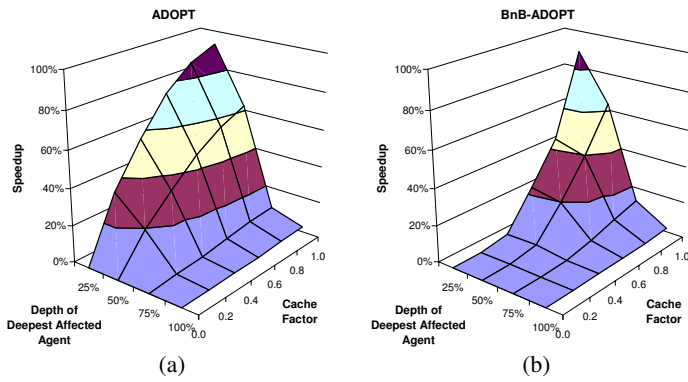 ADOPT
100%
80%
60%
40%
20%
0%
Speedup
25%
50%
75%
100%
Depth of
Deepest Affected
Agent
0.0
0.2
0.4
0.6
0.8
1.0
Cache
Factor
(a)
BnB-ADOPT
100%
80%
60%
40%
20%
0%
Speedup
25%
50%
75%
100%
Depth of
Deepest Affected
Agent
0.0
0.2
0.4
0.6
0.8
1.0
Cache
Factor
(b)